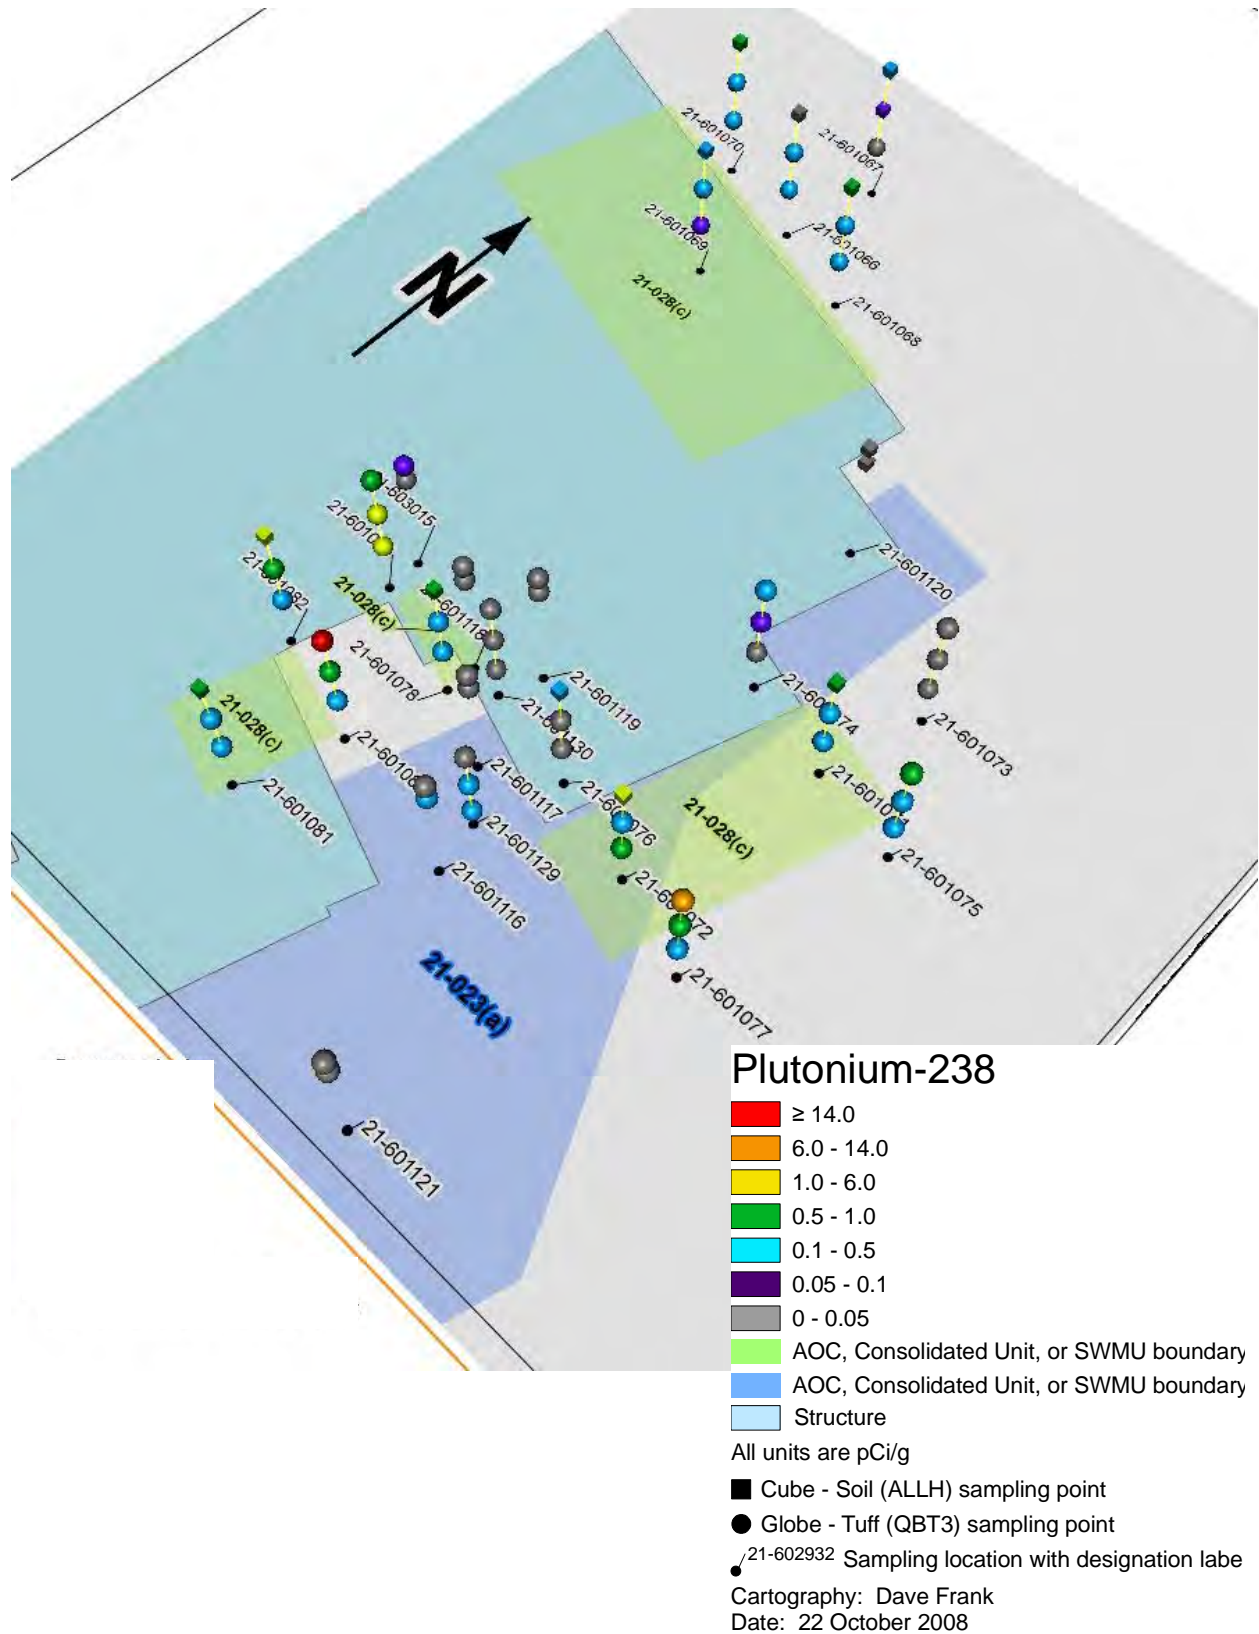 21-601070
21-601067
21-601069
21-601066
21-028(c)
21-601068
N
21-603015
21-601082
21-028(c)
21-601118
21-601120
21-601078
21-601119
21-028(c)
21-601073
21-601117
21-601081
21-028(c)
21-601129
21-601075
21-601116
21-023(a)
21-601077
21-601121
Plutonium-238
≥ 14.0
6.0 - 14.0
1.0 - 6.0
0.5 - 1.0
0.1 - 0.5
0.05 - 0.1
0 - 0.05
AOC, Consolidated Unit, or SWMU boundary
AOC, Consolidated Unit, or SWMU boundary
Structure
All units are pCi/g
Cube - Soil (ALLH) sampling point
Globe - Tuff (QBT3) sampling point
21-602932 Sampling location with designation labe
Cartography: Dave Frank
Date: 22 October 2008